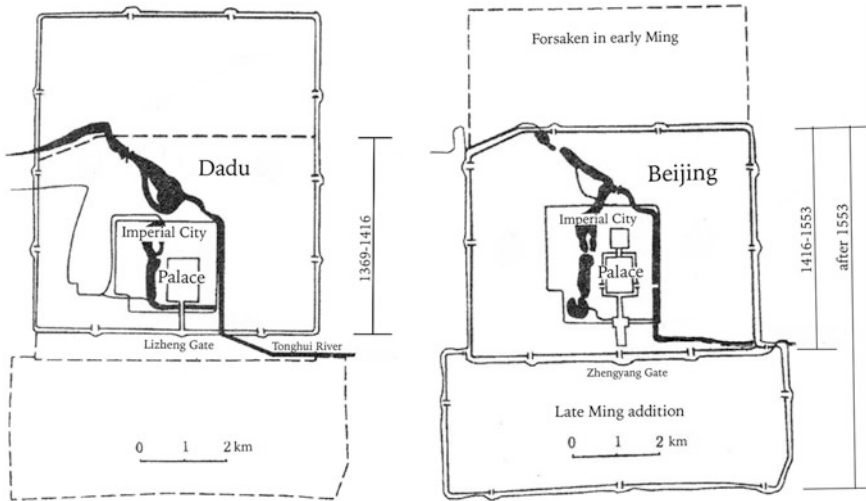 Dadu
Imperial City
Palace
Lizheng Gate
Tonghui River
0 1 2 km
1369-1416
Forsaken in early Ming
Beijing
Imperial City
Palace
Zhengyang Gate
Late Ming addition
0 1 2 km
1416-1553
after 1553